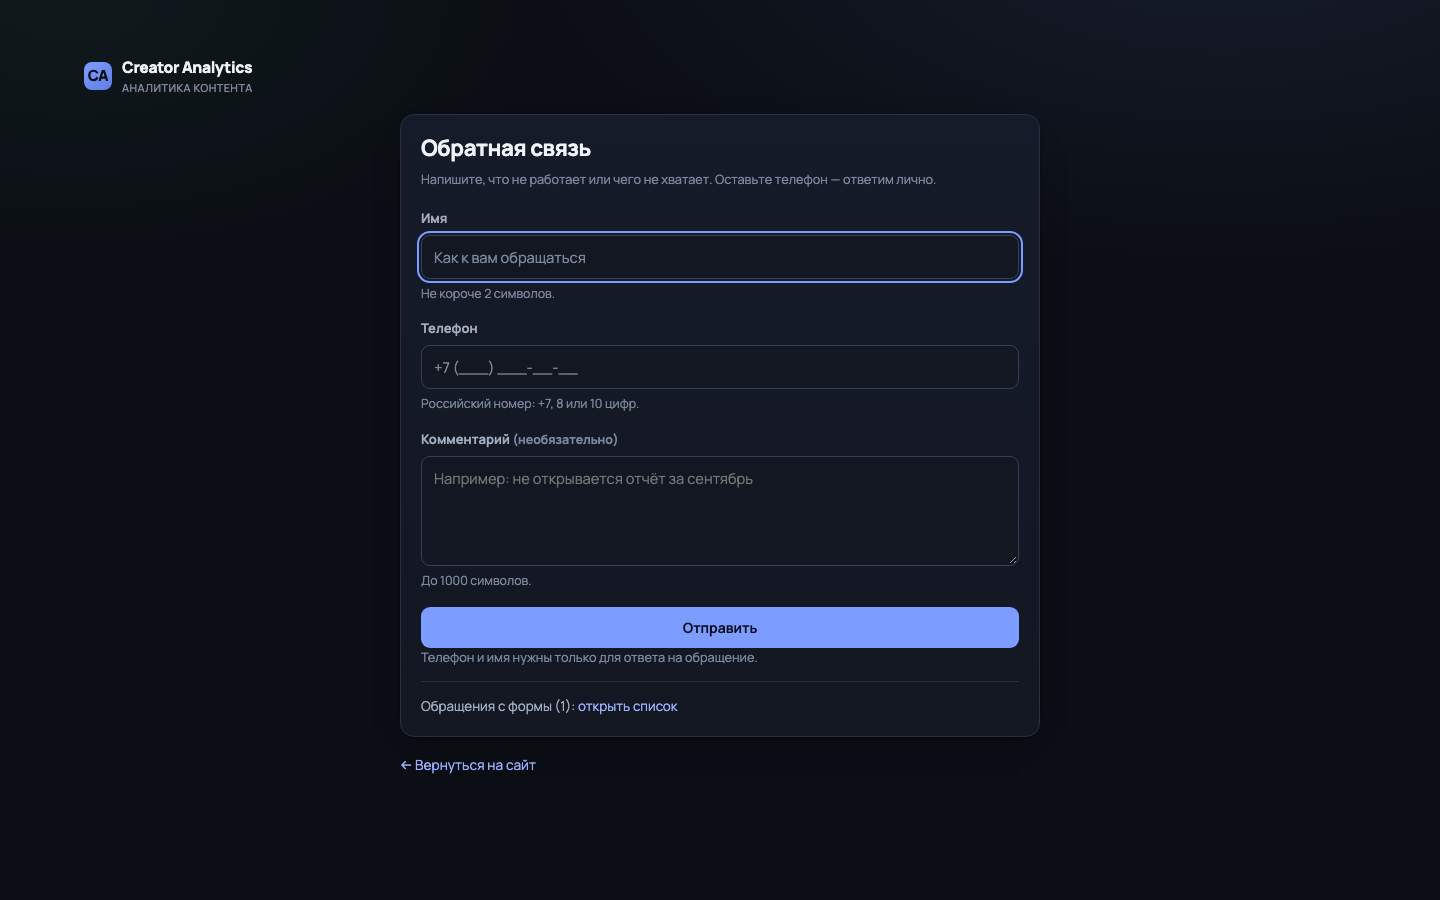 CA
Creator Analytics
АНАЛИТИКА КОНТЕНТА
Обратная связь
Напишите, что не работает или чего не хватает. Оставьте телефон — ответим лично.
Имя
Как к вам обращаться
Не короче 2 символов.
Телефон
+7 (___) ___-__-__
Российский номер: +7, 8 или 10 цифр.
Комментарий (необязательно)
Например: не открывается отчёт за сентябрь
До 1000 символов.
Отправить
Телефон и имя нужны только для ответа на обращение.
Обращения с формы (1): открыть список
← Вернуться на сайт